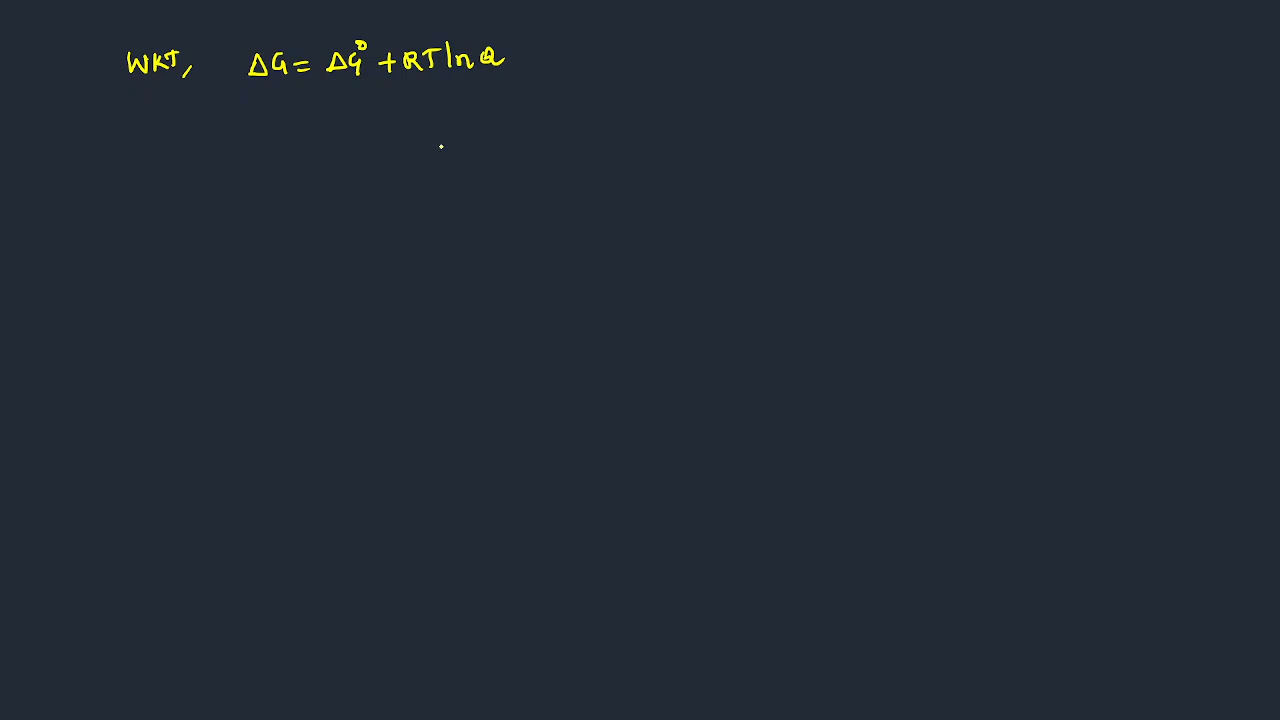 WKT, ΔG = ΔG° + RT ln Q